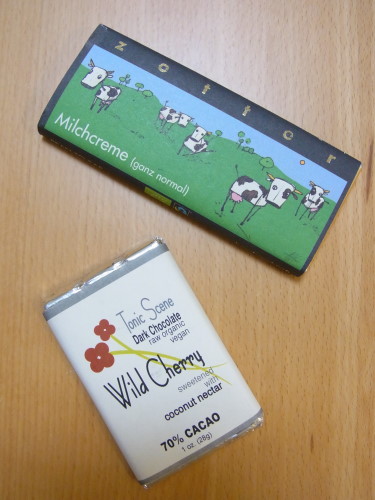 zotter
Milchcreme (ganz normal)
Tonic Scene
Dark Chocolate
raw organic
vegan
Wild Cherry
sweetened
with
coconut nectar
70% CACAO
1 oz. (28g)